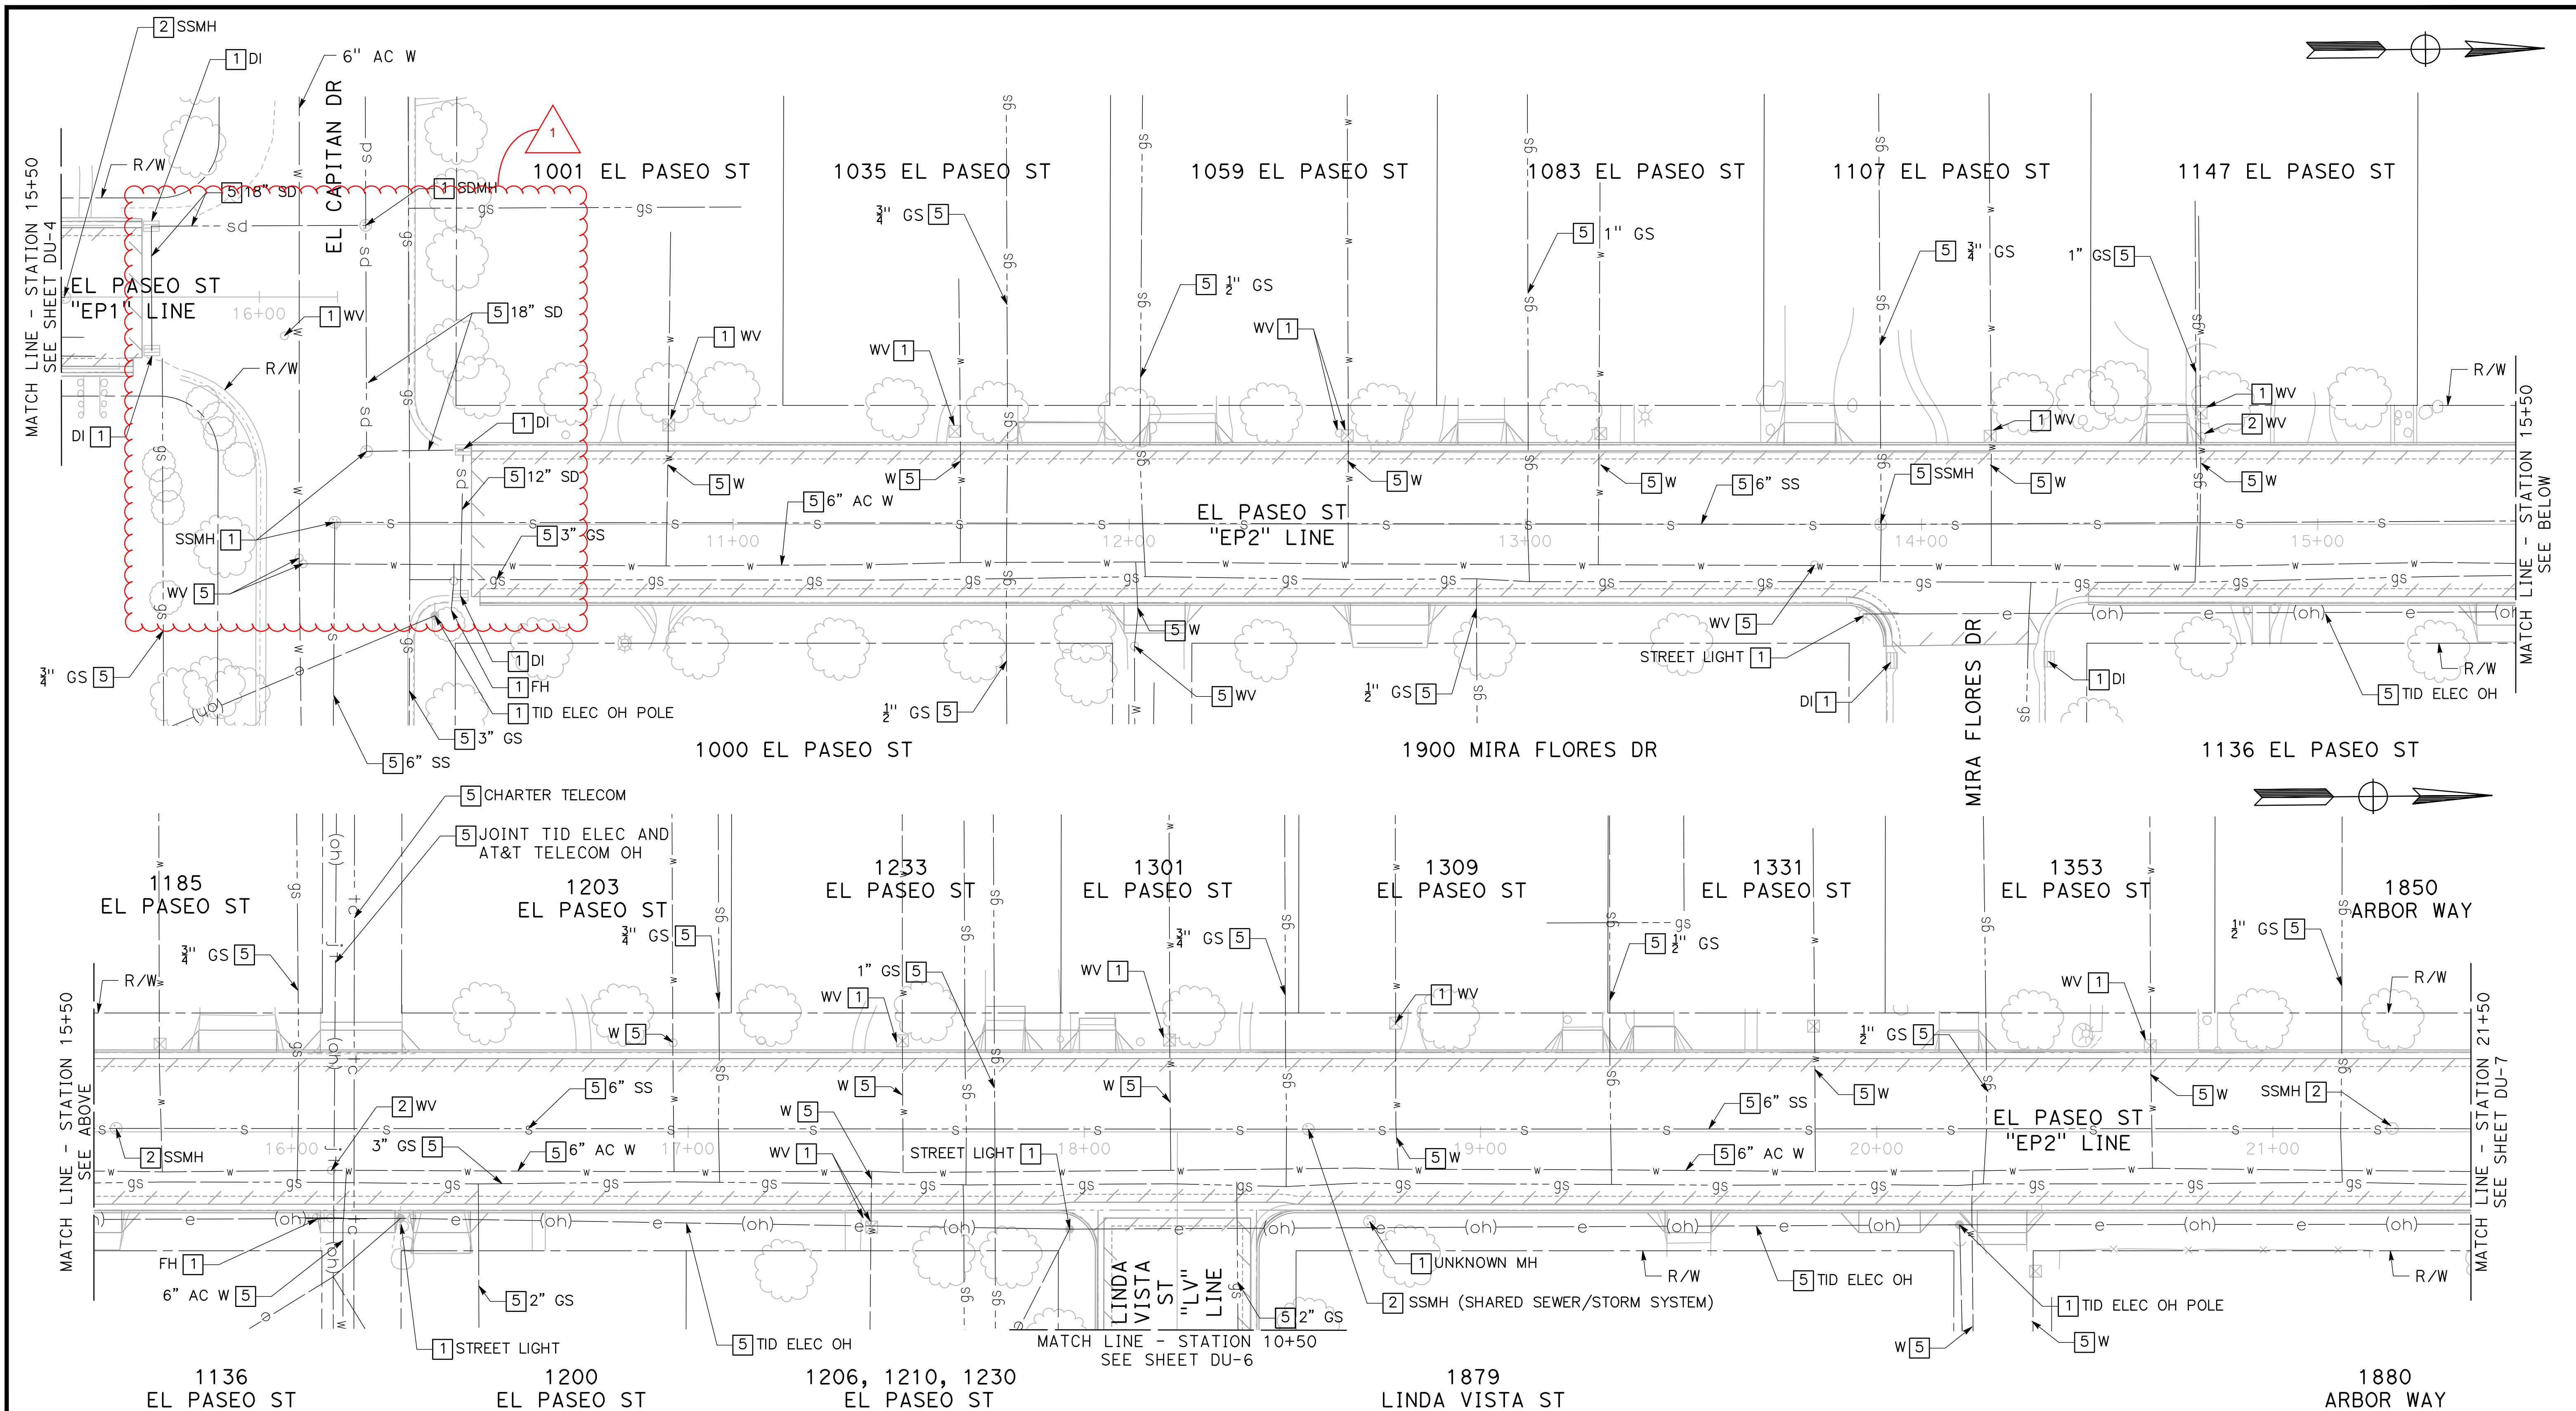 2 SSMH
1 DI
6" AC W
EL CAPITAN DR
1
MATCH LINE - STATION 15+50
SEE SHEET DU-4
R/W
5 18" SD
1 SDMH
1001 EL PASEO ST
1035 EL PASEO ST
1059 EL PASEO ST
1083 EL PASEO ST
1107 EL PASEO ST
1147 EL PASEO ST
3/4" GS 5
5 1" GS
5 3/4" GS
1" GS 5
5 1/2" GS
EL PASEO ST
"EP1" LINE
16+00
1 WV
5 18" SD
1 WV
WV 1
WV 1
R/W
R/W
DI 1
1 DI
1 WV
1 WV
2 WV
5 12" SD
5 W
W 5
5 W
5 W
5 6" SS
5 SSMH
5 W
5 W
5 6" AC W
EL PASEO ST
"EP2" LINE
SSMH 1
5 3" GS
11+00
12+00
13+00
14+00
15+00
WV 5
MATCH LINE - STATION 15+50
SEE BELOW
3/4" GS 5
1 DI
1 FH
1 TID ELEC OH POLE
5 3" GS
5 6" SS
5 W
5 WV
1/2" GS 5
1/2" GS 5
WV 5
STREET LIGHT 1
DI 1
MIRA FLORES DR
1 DI
R/W
5 TID ELEC OH
1000 EL PASEO ST
1900 MIRA FLORES DR
1136 EL PASEO ST
5 CHARTER TELECOM
5 JOINT TID ELEC AND
AT&T TELECOM OH
1185
EL PASEO ST
1203
EL PASEO ST
1233
EL PASEO ST
1301
EL PASEO ST
1309
EL PASEO ST
1331
EL PASEO ST
1353
EL PASEO ST
1850
ARBOR WAY
3/4" GS 5
3/4" GS 5
1" GS 5
3/4" GS 5
5 1/2" GS
1/2" GS 5
R/W
WV 1
WV 1
1 WV
WV 1
R/W
W 5
1/2" GS 5
MATCH LINE - STATION 15+50
SEE ABOVE
5 6" SS
2 WV
W 5
W 5
W 5
5 6" SS
5 W
5 W
SSMH 2
EL PASEO ST
"EP2" LINE
2 SSMH
16+00
3" GS 5
5 6" AC W
17+00
WV 1
STREET LIGHT 1
18+00
5 W
19+00
5 6" AC W
20+00
21+00
MATCH LINE - STATION 21+50
SEE SHEET DU-7
FH 1
6" AC W 5
5 2" GS
1 STREET LIGHT
5 TID ELEC OH
LINDA
VISTA
ST
"LV"
LINE
5 2" GS
1 UNKNOWN MH
2 SSMH (SHARED SEWER/STORM SYSTEM)
R/W
5 TID ELEC OH
1 TID ELEC OH POLE
R/W
W 5
5 W
MATCH LINE - STATION 10+50
SEE SHEET DU-6
1136
EL PASEO ST
1200
EL PASEO ST
1206, 1210, 1230
EL PASEO ST
1879
LINDA VISTA ST
1880
ARBOR WAY